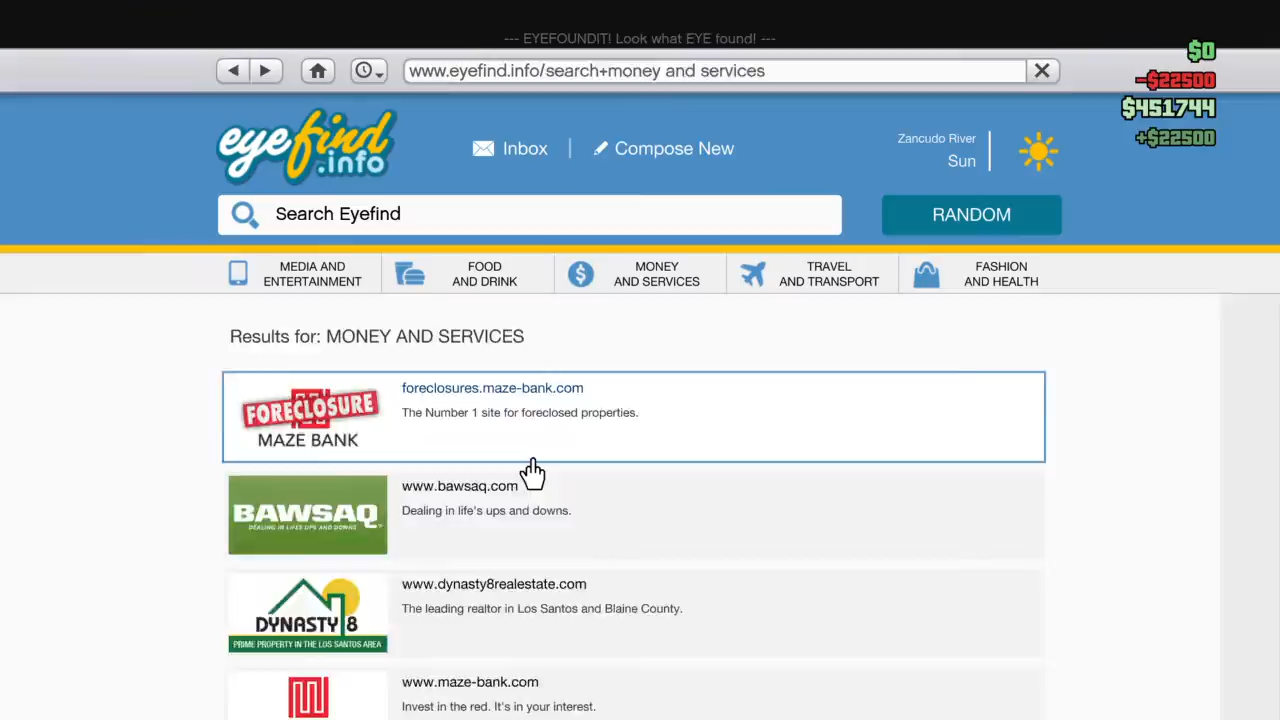 --- EYEFOUNDIT! Look what EYE found! ---
www.eyefind.info/search+money and services
$0
-$22500
$451744
+$22500
eyefind
.info
Inbox
Compose New
Zancudo River
Sun
Search Eyefind
RANDOM
MEDIA AND
ENTERTAINMENT
FOOD
AND DRINK
MONEY
AND SERVICES
TRAVEL
AND TRANSPORT
FASHION
AND HEALTH
Results for: MONEY AND SERVICES
FORECLOSURE
MAZE BANK
foreclosures.maze-bank.com
The Number 1 site for foreclosed properties.
BAWSAQ
DEALING IN LIFE'S UPS AND DOWNS
www.bawsaq.com
Dealing in life's ups and downs.
DYNASTY 8
PRIME PROPERTY IN THE LOS SANTOS AREA
www.dynasty8realestate.com
The leading realtor in Los Santos and Blaine County.
www.maze-bank.com
Invest in the red. It's in your interest.